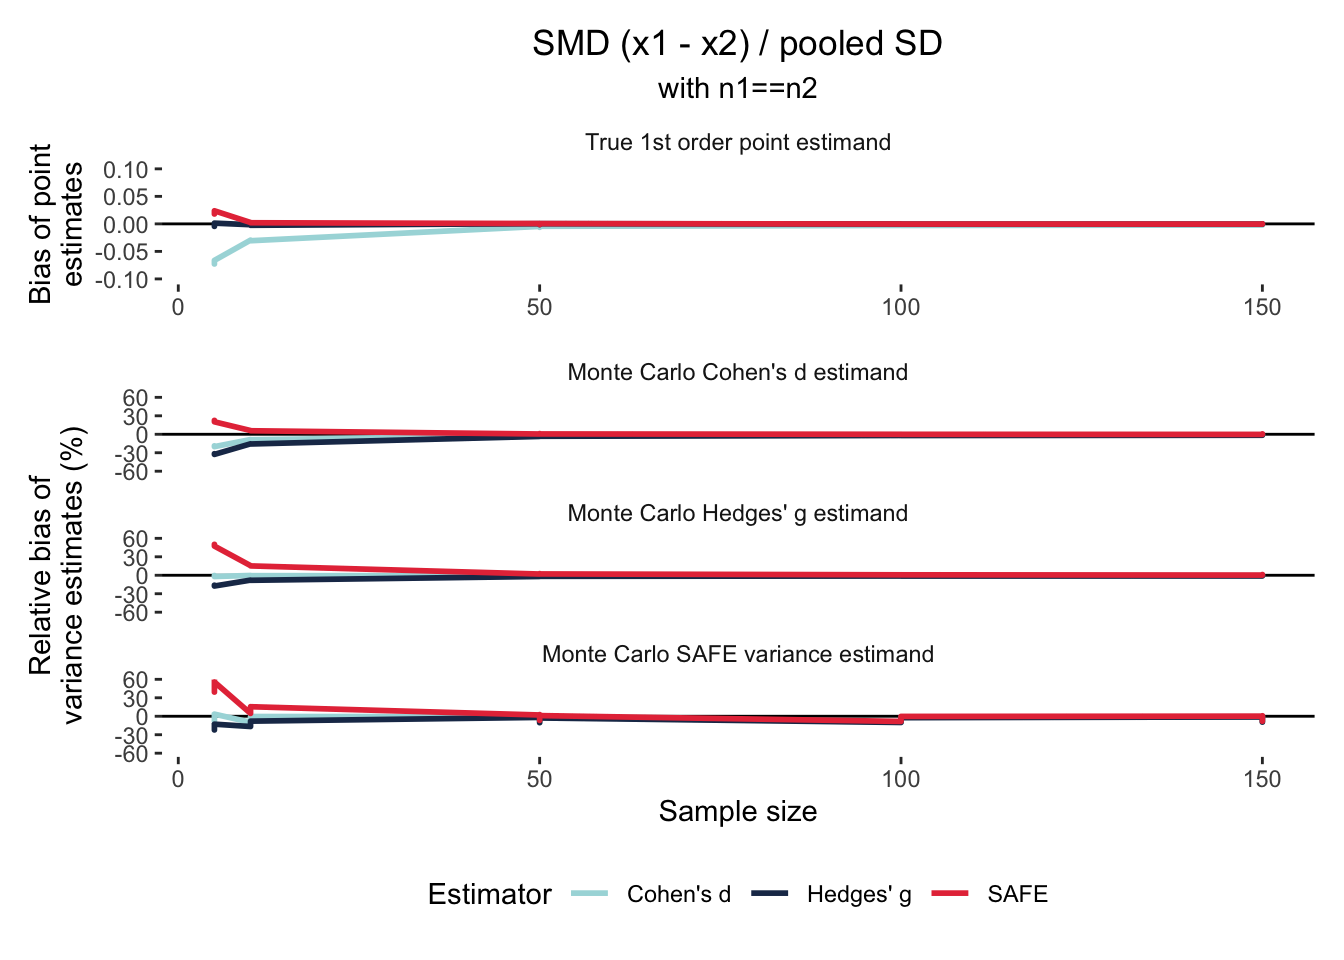 SMD (x1 - x2) / pooled SD
with n1==n2
True 1st order point estimand
Bias of point
estimates
0.10
0.05
0.00
-0.05
-0.10
0 50 100 150
Monte Carlo Cohen's d estimand
60
30
0
-30
-60
Relative bias of
variance estimates (%)
Monte Carlo Hedges' g estimand
60
30
0
-30
-60
Monte Carlo SAFE variance estimand
60
30
0
-30
-60
0 50 100 150
Sample size
Estimator Cohen's d Hedges' g SAFE